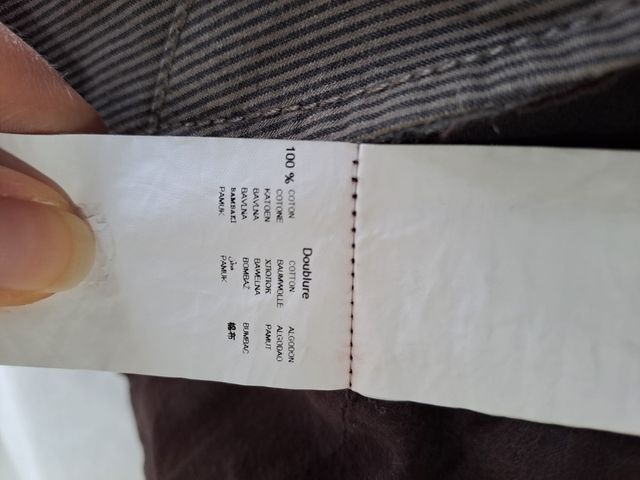 Doublure
100 % COTON COTTON ALGODON
COTONE BAUMWOLLE ALGODAO
KATOEN ХЛОПОК PAMUT
BAVLNA BAWELNA
BAVLNA BOMBAŽ BUMBAC
ΒΑΜΒΑΚΙ قطن 棉布
PAMUK PAMUK